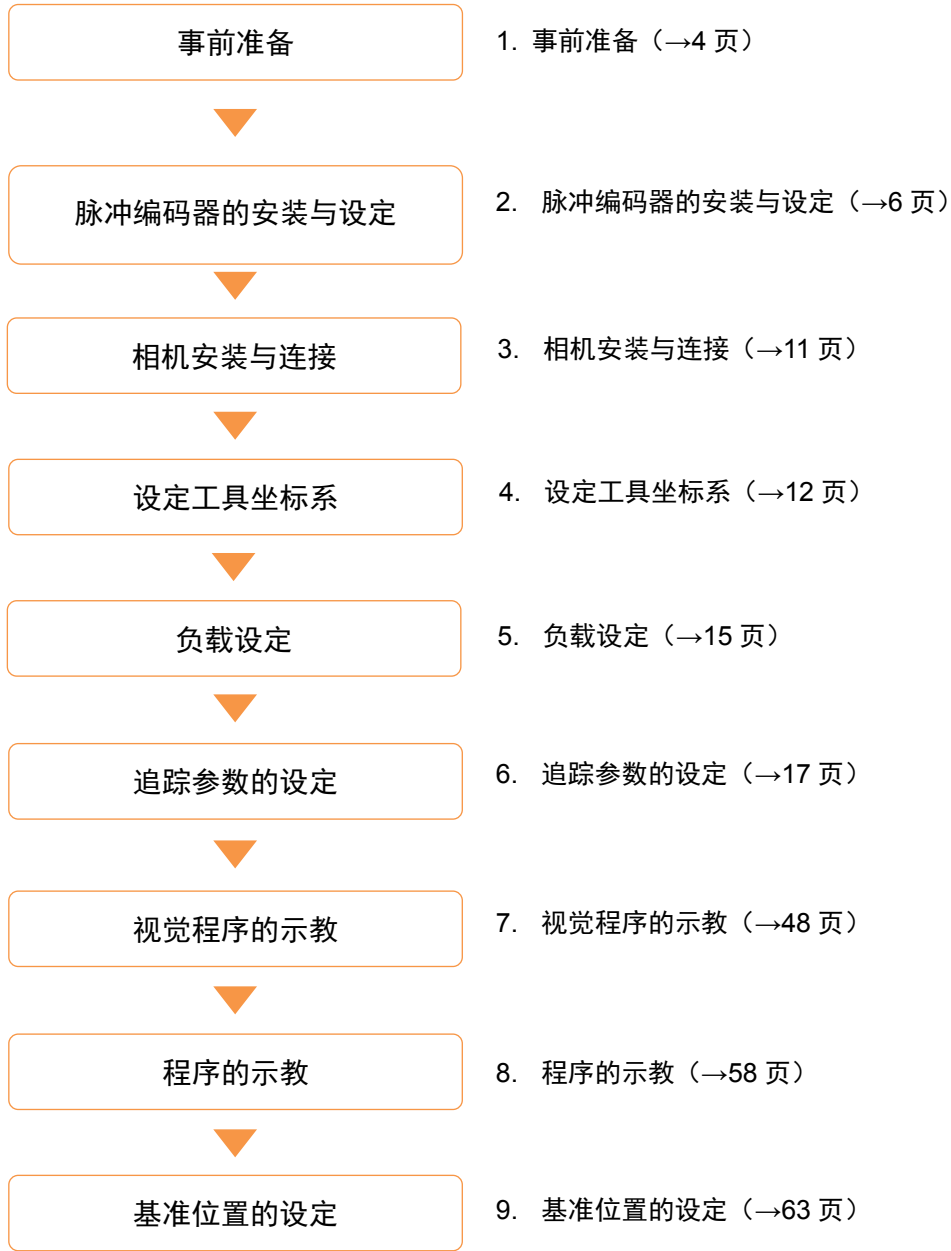 事前准备
1. 事前准备（→4 页）
脉冲编码器的安装与设定
2. 脉冲编码器的安装与设定（→6 页）
相机安装与连接
3. 相机安装与连接（→11 页）
设定工具坐标系
4. 设定工具坐标系（→12 页）
负载设定
5. 负载设定（→15 页）
追踪参数的设定
6. 追踪参数的设定（→17 页）
视觉程序的示教
7. 视觉程序的示教（→48 页）
程序的示教
8. 程序的示教（→58 页）
基准位置的设定
9. 基准位置的设定（→63 页）